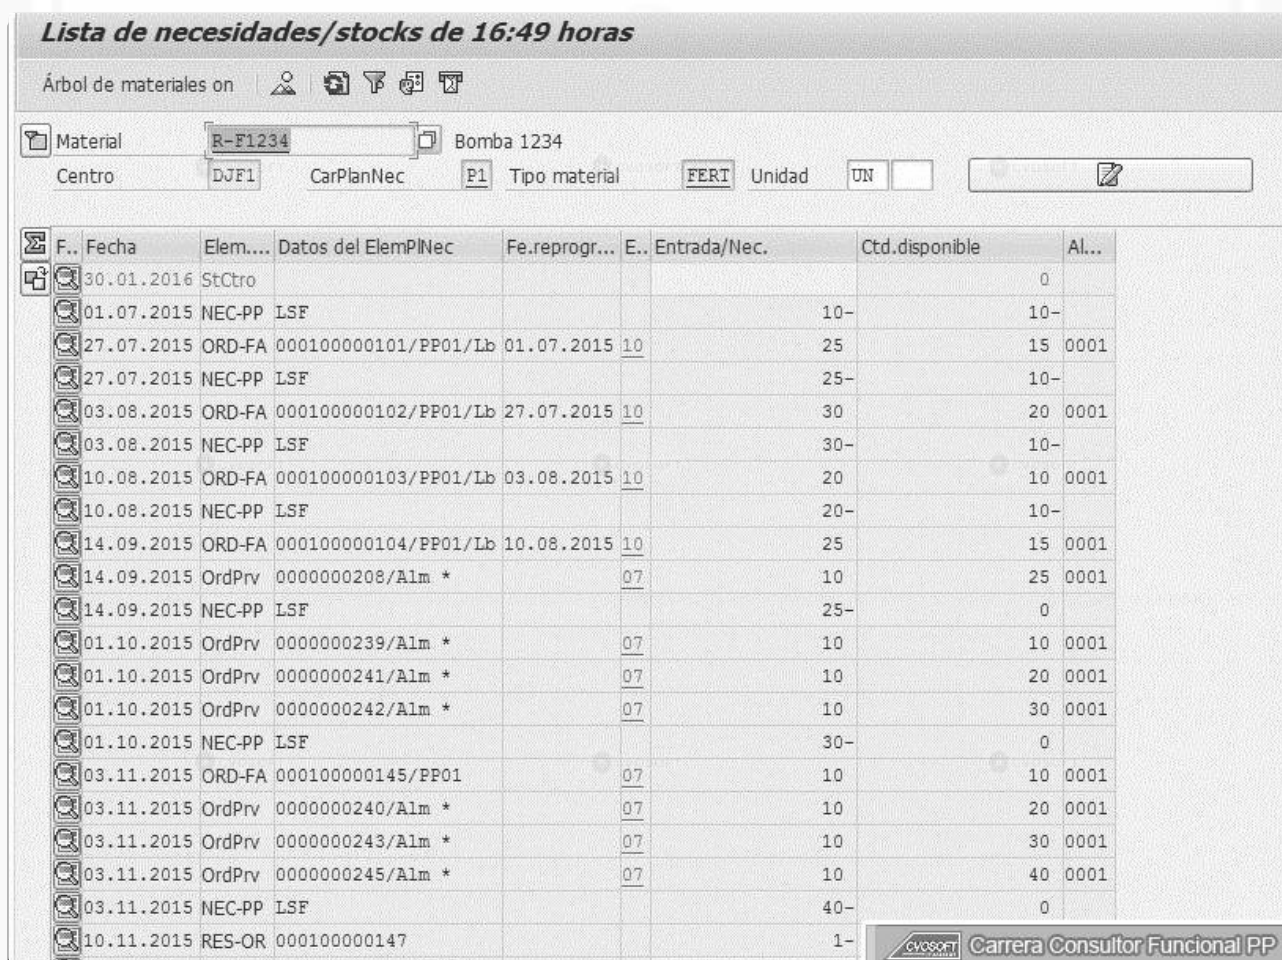 Lista de necesidades/stocks de 16:49 horas
Árbol de materiales on
Material R-F1234 Bomba 1234
Centro DJF1 CarPlanNec P1 Tipo material FERT Unidad UN
F.. Fecha Elem.... Datos del ElemPlNec Fe.reprogr... E.. Entrada/Nec. Ctd.disponible Al...
30.01.2016 StCtro 0
01.07.2015 NEC-PP LSF 10- 10-
27.07.2015 ORD-FA 000100000101/PP01/Lb 01.07.2015 10 25 15 0001
27.07.2015 NEC-PP LSF 25- 10-
03.08.2015 ORD-FA 000100000102/PP01/Lb 27.07.2015 10 30 20 0001
03.08.2015 NEC-PP LSF 30- 10-
10.08.2015 ORD-FA 000100000103/PP01/Lb 03.08.2015 10 20 10 0001
10.08.2015 NEC-PP LSF 20- 10-
14.09.2015 ORD-FA 000100000104/PP01/Lb 10.08.2015 10 25 15 0001
14.09.2015 OrdPrv 0000000208/Alm * 07 10 25 0001
14.09.2015 NEC-PP LSF 25- 0
01.10.2015 OrdPrv 0000000239/Alm * 07 10 10 0001
01.10.2015 OrdPrv 0000000241/Alm * 07 10 20 0001
01.10.2015 OrdPrv 0000000242/Alm * 07 10 30 0001
01.10.2015 NEC-PP LSF 30- 0
03.11.2015 ORD-FA 000100000145/PP01 07 10 10 0001
03.11.2015 OrdPrv 0000000240/Alm * 07 10 20 0001
03.11.2015 OrdPrv 0000000243/Alm * 07 10 30 0001
03.11.2015 OrdPrv 0000000245/Alm * 07 10 40 0001
03.11.2015 NEC-PP LSF 40- 0
10.11.2015 RES-OR 000100000147 1-
CVOSOFT Carrera Consultor Funcional PP